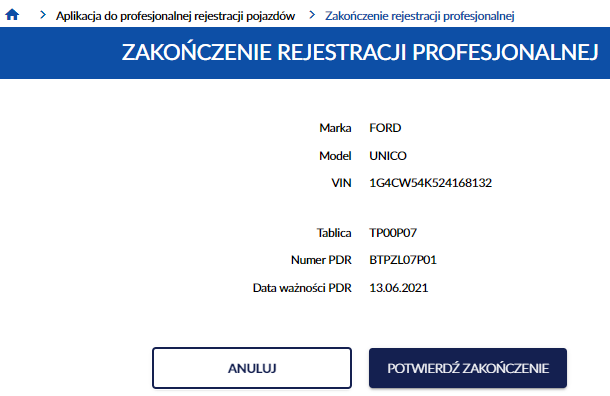 Aplikacja do profesjonalnej rejestracji pojazdów > Zakończenie rejestracji profesjonalnej
ZAKOŃCZENIE REJESTRACJI PROFESJONALNEJ
Marka FORD
Model UNICO
VIN 1G4CW54K524168132
Tablica TP00P07
Numer PDR BTPZL07P01
Data ważności PDR 13.06.2021
ANULUJ POTWIERDŹ ZAKOŃCZENIE